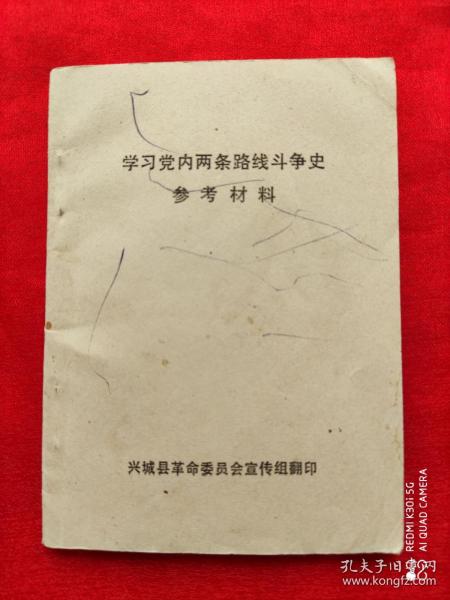 学习党内两条路线斗争史
参考材料
兴城县革命委员会宣传组翻印
REDMI K30i 5G
AI QUAD CAMERA
孔夫子旧书网
www.kongfz.com